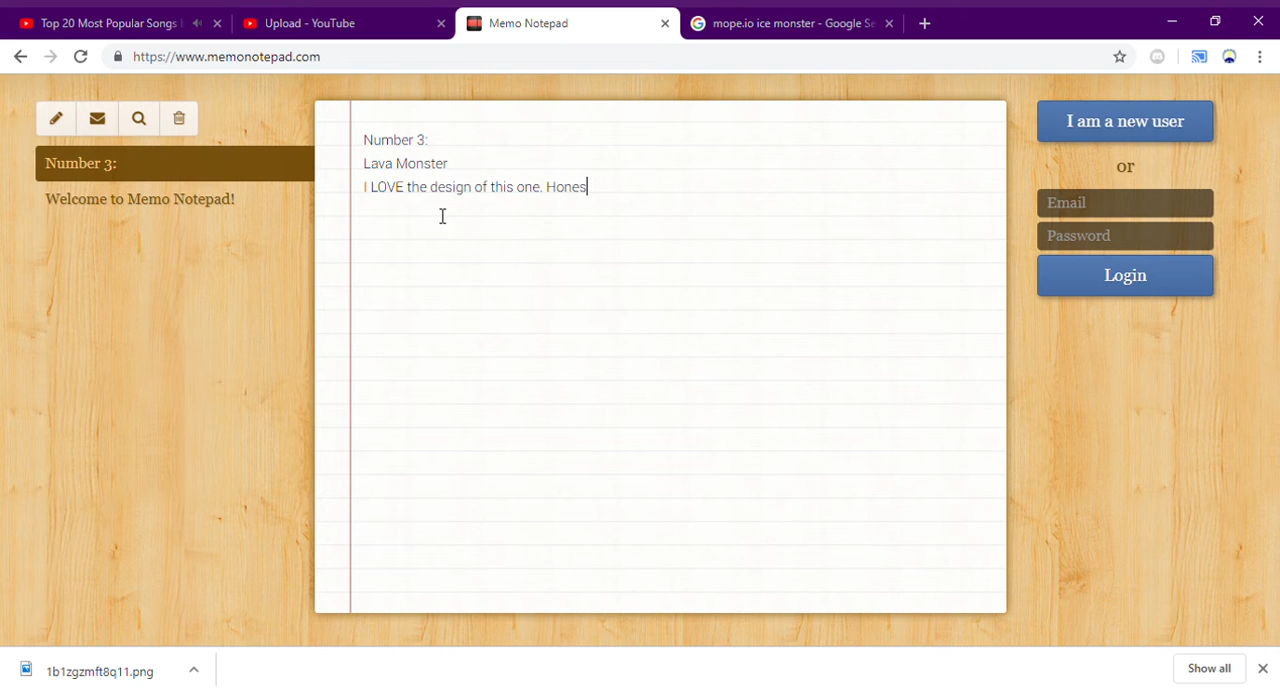 Top 20 Most Popular Songs
Upload - YouTube
Memo Notepad
mope.io ice monster - Google Se
https://www.memonotepad.com
Number 3:
Welcome to Memo Notepad!
Number 3:
Lava Monster
I LOVE the design of this one. Hones
I am a new user
or
Email
Password
Login
1b1zgzmft8q11.png
Show all